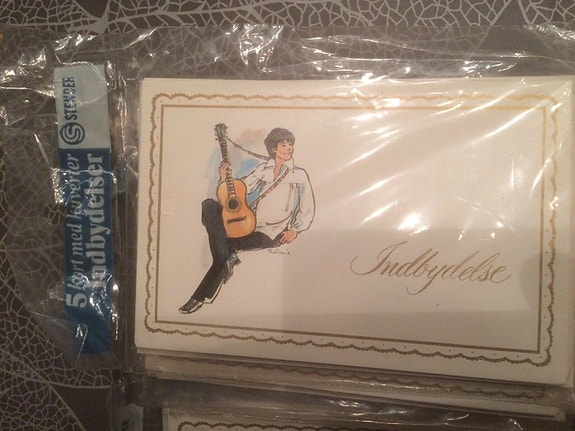 STENDER
5 kort med kuverter
Indbydelser
Indbydelse